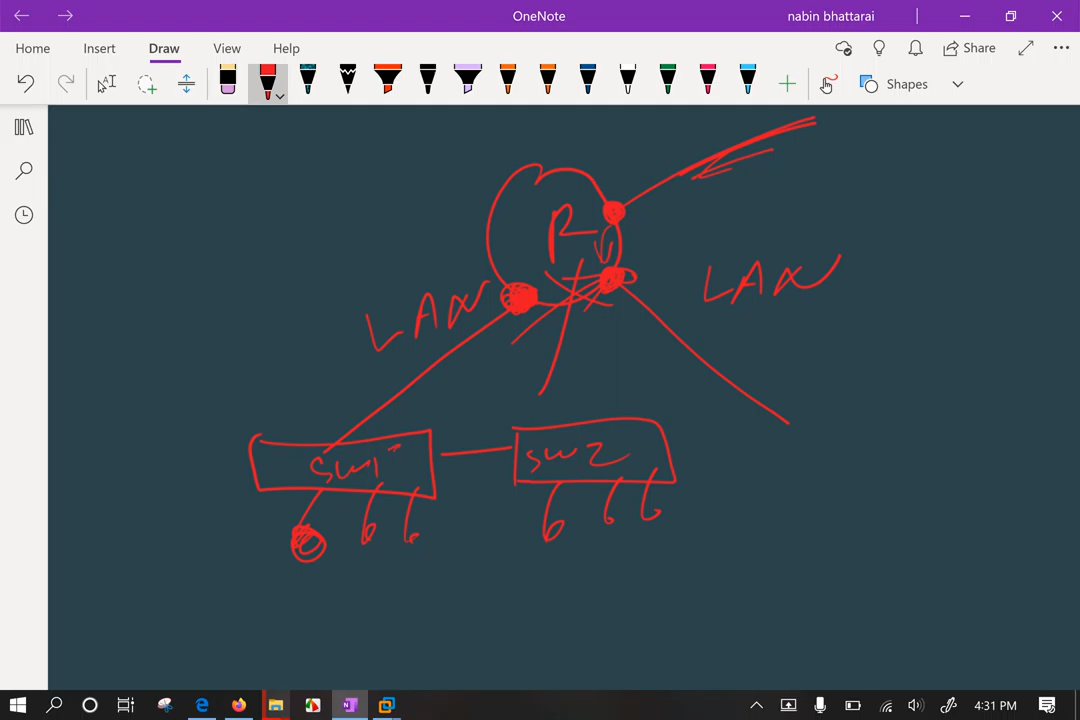 OneNote
nabin bhattarai
Home
Insert
Draw
View
Help
Share
Shapes
R
LAN
LAN
SW1
SW2
4:31 PM